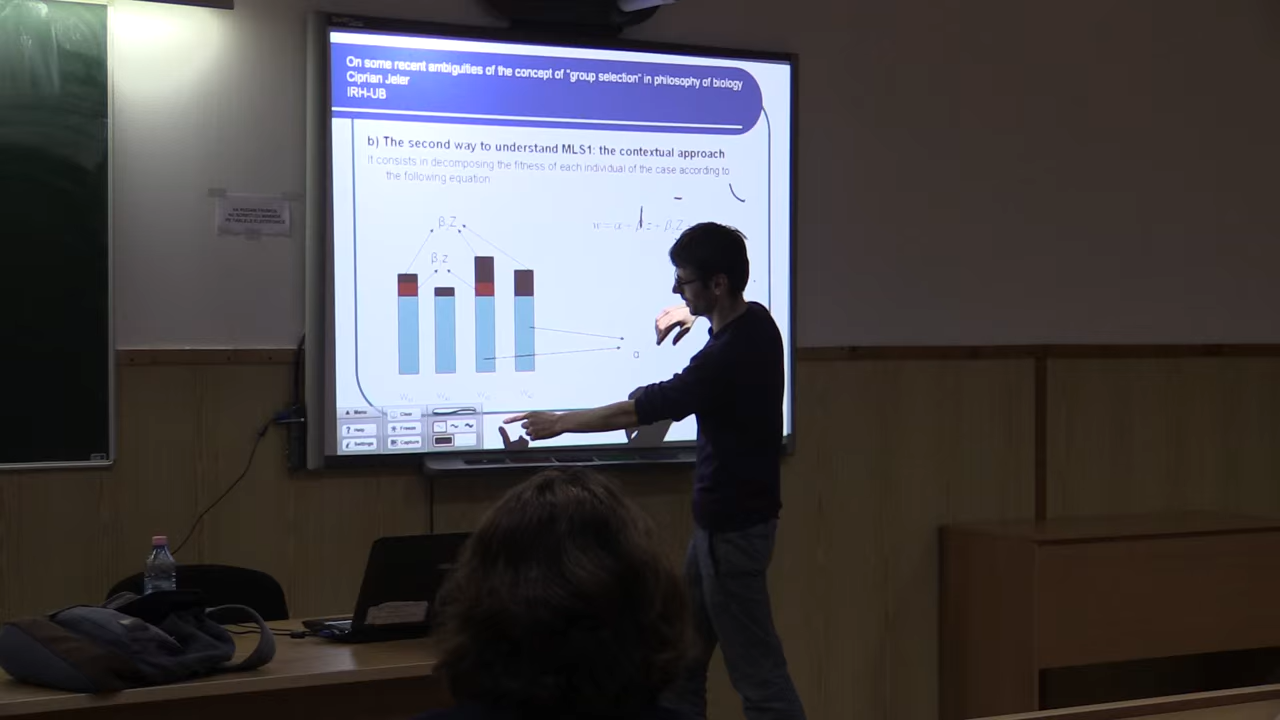 On some recent ambiguities of the concept of "group selection" in philosophy of biology
Ciprian Jeler
IRH-UB
b) The second way to understand MLS1: the contextual approach
It consists in decomposing the fitness of each individual of the case according to
the following equation
β₂Z
β₁z
α
Menu
Clear
Help
Freeze
Settings
Capture